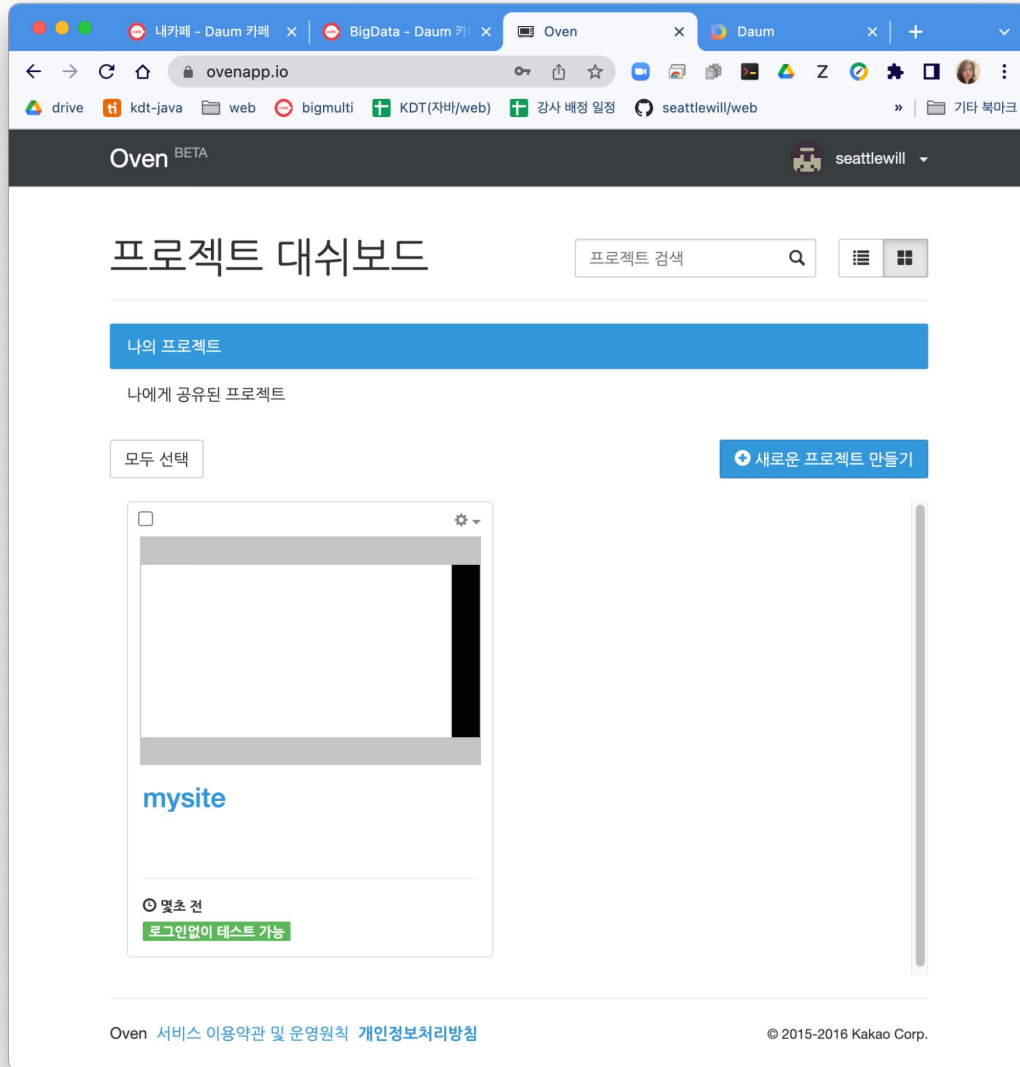 내카페 - Daum 카페
BigData - Daum 카
Oven
Daum
ovenapp.io
drive
kdt-java
web
bigmulti
KDT(자바/web)
강사 배정 일정
seattlewill/web
»
기타 북마크
Oven BETA
seattlewill
프로젝트 대쉬보드
프로젝트 검색
나의 프로젝트
나에게 공유된 프로젝트
모두 선택
새로운 프로젝트 만들기
mysite
몇초 전
로그인없이 테스트 가능
Oven 서비스 이용약관 및 운영원칙 개인정보처리방침
© 2015-2016 Kakao Corp.